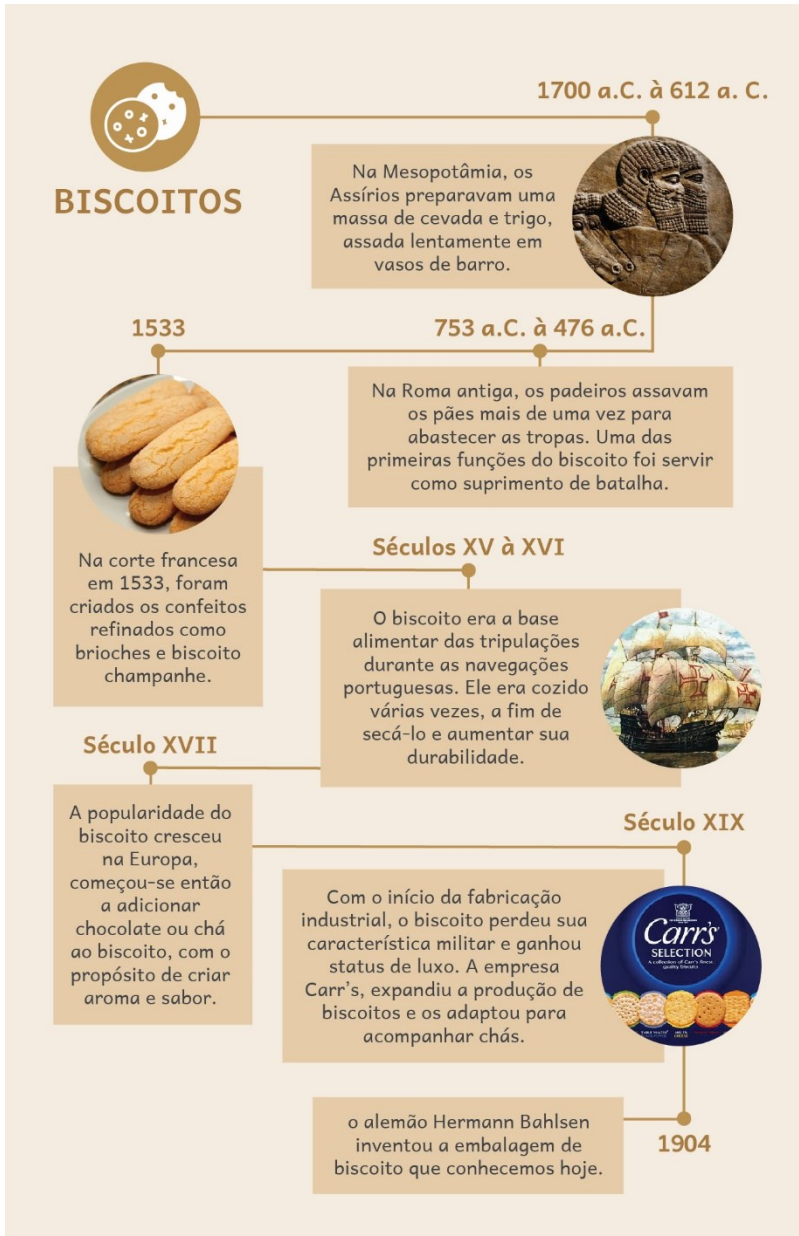 BISCOITOS
1700 a.C. à 612 a. C.
Na Mesopotâmia, os
Assírios preparavam uma
massa de cevada e trigo,
assada lentamente em
vasos de barro.
753 a.C. à 476 a.C.
Na Roma antiga, os padeiros assavam
os pães mais de uma vez para
abastecer as tropas. Uma das
primeiras funções do biscoito foi servir
como suprimento de batalha.
1533
Na corte francesa
em 1533, foram
criados os confeitos
refinados como
brioches e biscoito
champanhe.
Séculos XV à XVI
O biscoito era a base
alimentar das tripulações
durante as navegações
portuguesas. Ele era cozido
várias vezes, a fim de
secá-lo e aumentar sua
durabilidade.
Século XVII
A popularidade do
biscoito cresceu
na Europa,
começou-se então
a adicionar
chocolate ou chá
ao biscoito, com o
propósito de criar
aroma e sabor.
Século XIX
Com o início da fabricação
industrial, o biscoito perdeu sua
característica militar e ganhou
status de luxo. A empresa
Carr's, expandiu a produção de
biscoitos e os adaptou para
acompanhar chás.
Carr's
SELECTION
A collection of Carr's finest
quality biscuits
1904
o alemão Hermann Bahlsen
inventou a embalagem de
biscoito que conhecemos hoje.